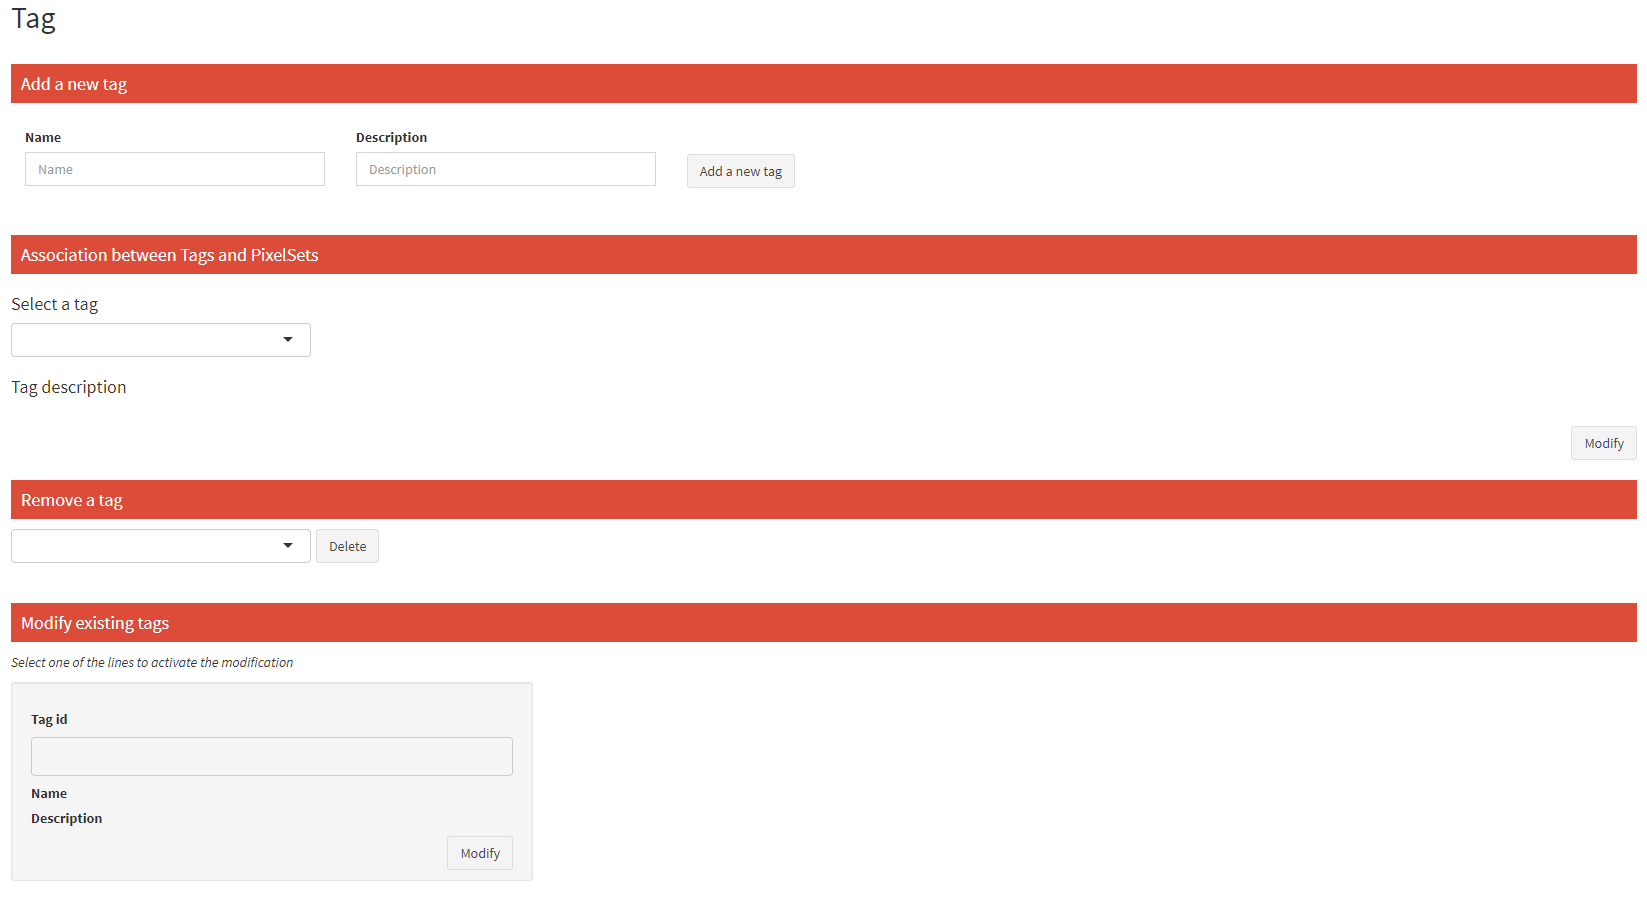 Tag
Add a new tag
Name Description
Name Description Add a new tag
Association between Tags and PixelSets
Select a tag
Tag description
Modify
Remove a tag
Delete
Modify existing tags
Select one of the lines to activate the modification
Tag id
Name
Description
Modify